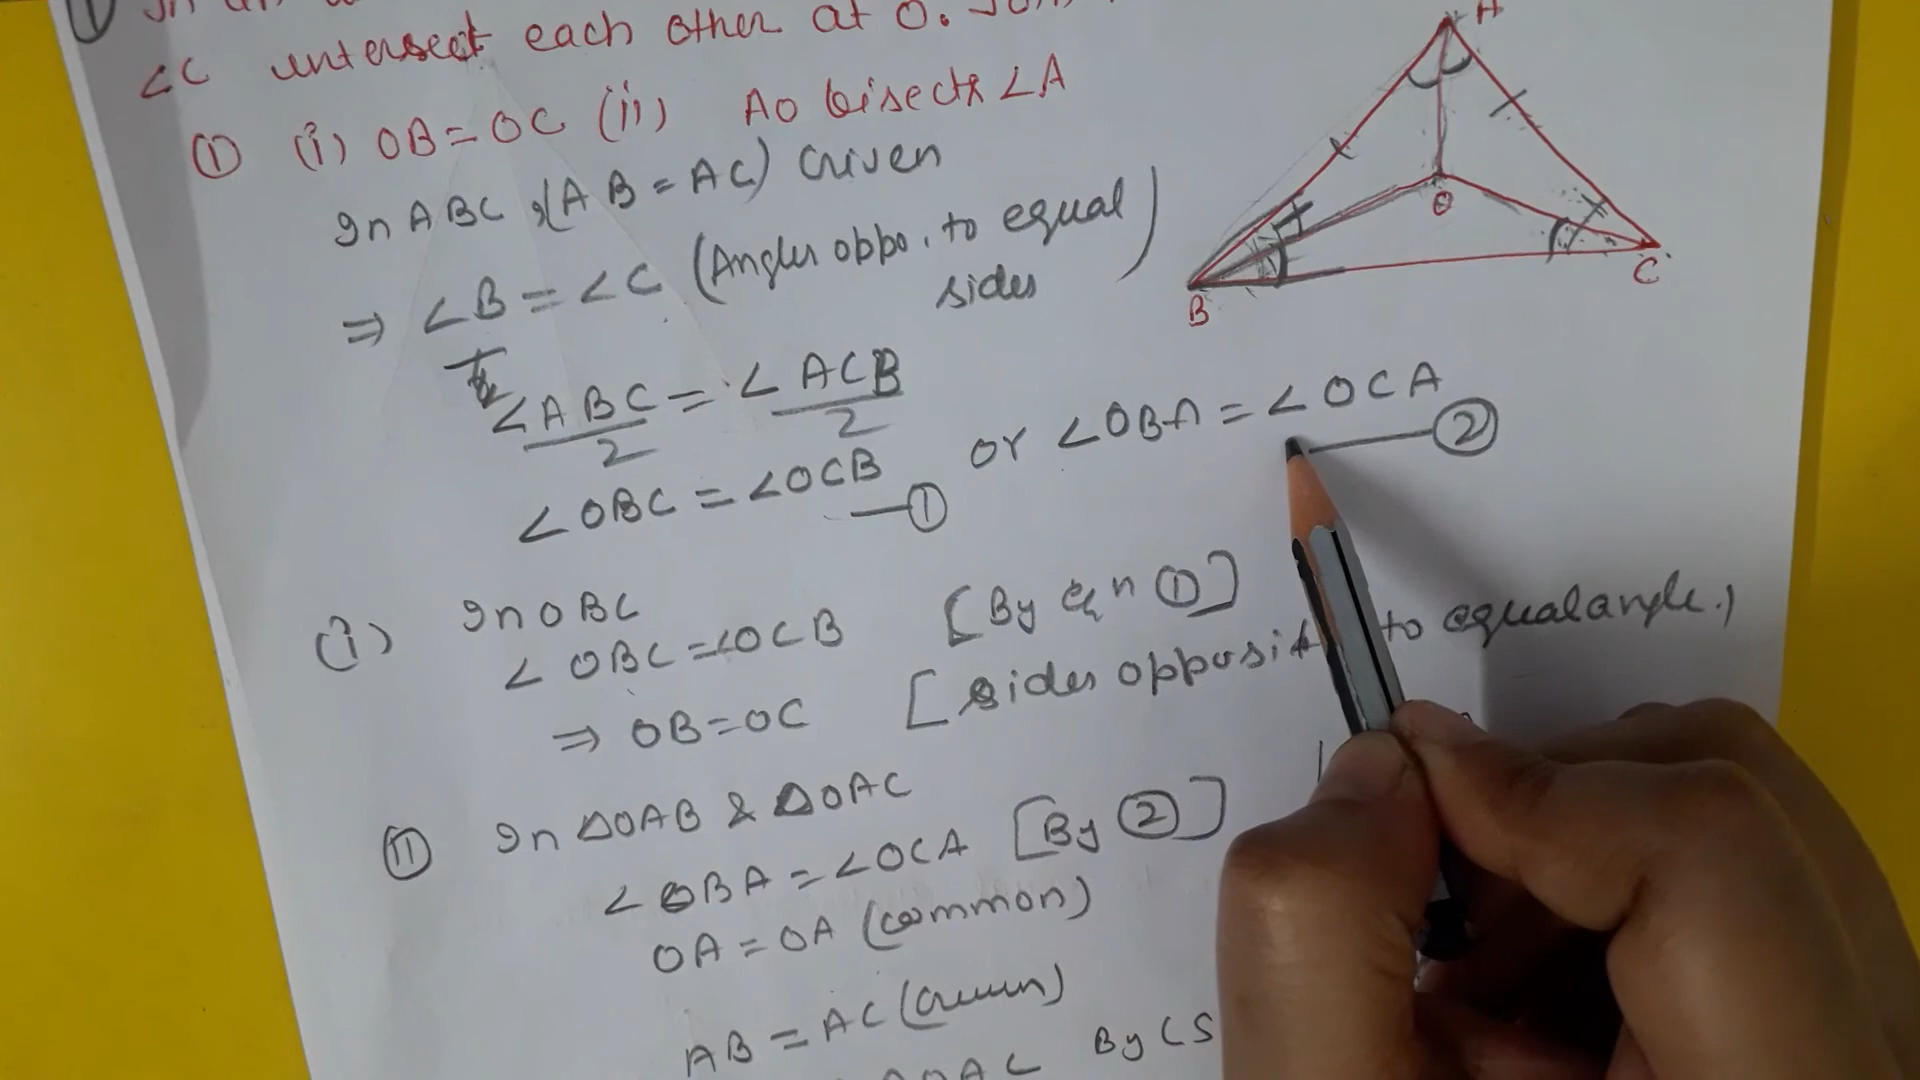 ∠C intersect each other at O.
① (i) OB = OC (ii) AO bisects ∠A
In ABC, (AB = AC) Given
⇒ ∠B = ∠C (Angles oppo. to equal sides)
∠ABC/2 = ∠ACB/2
∠OBC = ∠OCB —① or ∠OBA = ∠OCA —②
(i) In OBC
∠OBC = ∠OCB [By eqn ①]
⇒ OB = OC [sides opposit to equal angle.)
(ii) In △OAB & △OAC
∠OBA = ∠OCA [By ②]
OA = OA (common)
AB = AC (Given)
OAC By (S
A
O
B
C